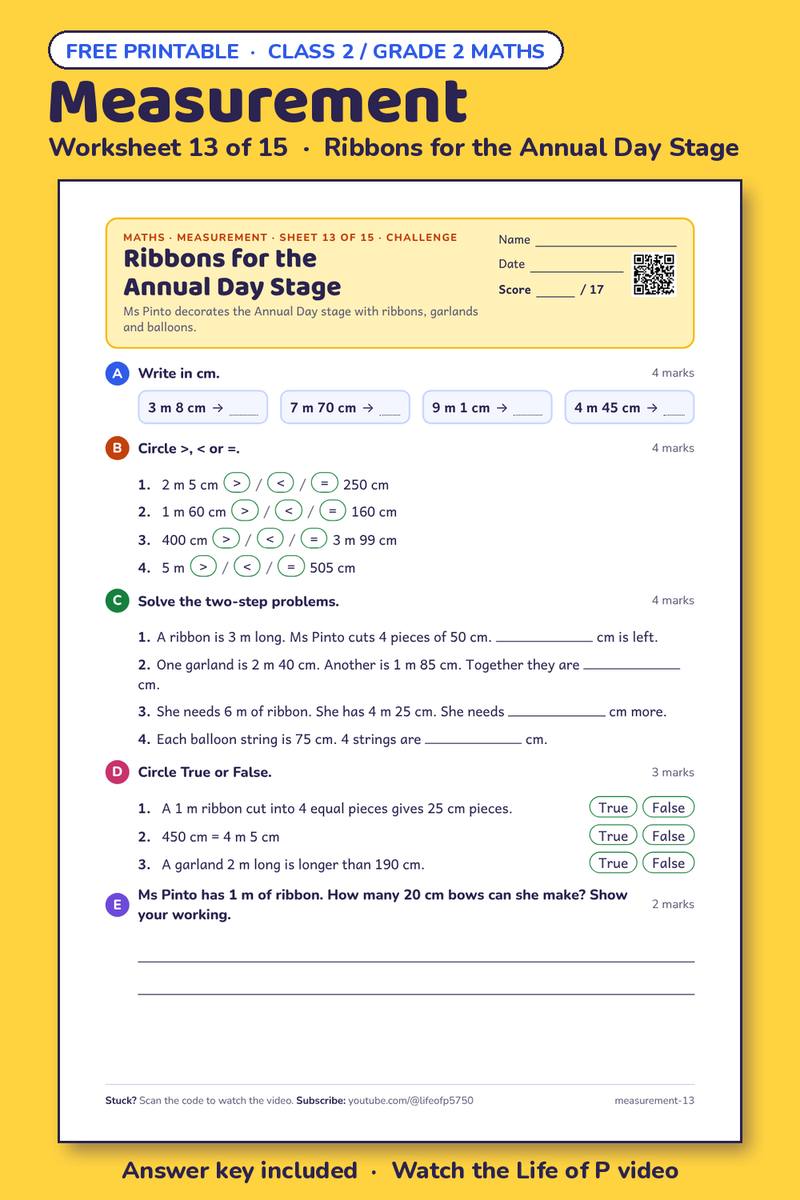 FREE PRINTABLE · CLASS 2 / GRADE 2 MATHS
Measurement
Worksheet 13 of 15 · Ribbons for the Annual Day Stage
MATHS · MEASUREMENT · SHEET 13 OF 15 · CHALLENGE
Ribbons for the
Annual Day Stage
Ms Pinto decorates the Annual Day stage with ribbons, garlands
and balloons.
Name
Date
Score ______ / 17
A Write in cm. 4 marks
3 m 8 cm → ____
7 m 70 cm → ____
9 m 1 cm → ____
4 m 45 cm → ____
B Circle >, < or =. 4 marks
1. 2 m 5 cm > / < / = 250 cm
2. 1 m 60 cm > / < / = 160 cm
3. 400 cm > / < / = 3 m 99 cm
4. 5 m > / < / = 505 cm
C Solve the two-step problems. 4 marks
1. A ribbon is 3 m long. Ms Pinto cuts 4 pieces of 50 cm. ____________ cm is left.
2. One garland is 2 m 40 cm. Another is 1 m 85 cm. Together they are ____________
cm.
3. She needs 6 m of ribbon. She has 4 m 25 cm. She needs ____________ cm more.
4. Each balloon string is 75 cm. 4 strings are ____________ cm.
D Circle True or False. 3 marks
1. A 1 m ribbon cut into 4 equal pieces gives 25 cm pieces. True False
2. 450 cm = 4 m 5 cm True False
3. A garland 2 m long is longer than 190 cm. True False
E Ms Pinto has 1 m of ribbon. How many 20 cm bows can she make? Show
your working. 2 marks
Stuck? Scan the code to watch the video. Subscribe: youtube.com/@lifeofp5750
measurement-13
Answer key included · Watch the Life of P video